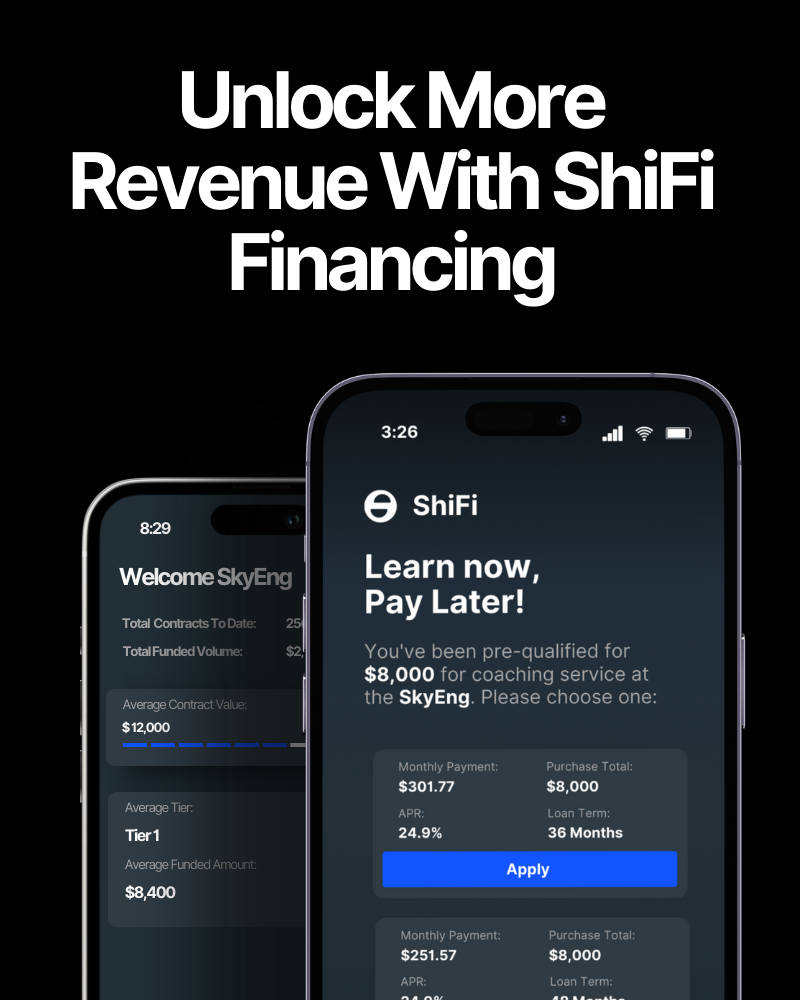 Unlock More
Revenue With ShiFi
Financing
8:29
Welcome SkyEng
Total Contracts To Date: 25
Total Funded Volume: $2,
Average Contract Value:
$12,000
Average Tier:
Tier 1
Average Funded Amount:
$8,400
3:26
ShiFi
Learn now,
Pay Later!
You've been pre-qualified for
$8,000 for coaching service at
the SkyEng. Please choose one:
Monthly Payment: Purchase Total:
$301.77 $8,000
APR: Loan Term:
24.9% 36 Months
Apply
Monthly Payment: Purchase Total:
$251.57 $8,000
APR: Loan Term: